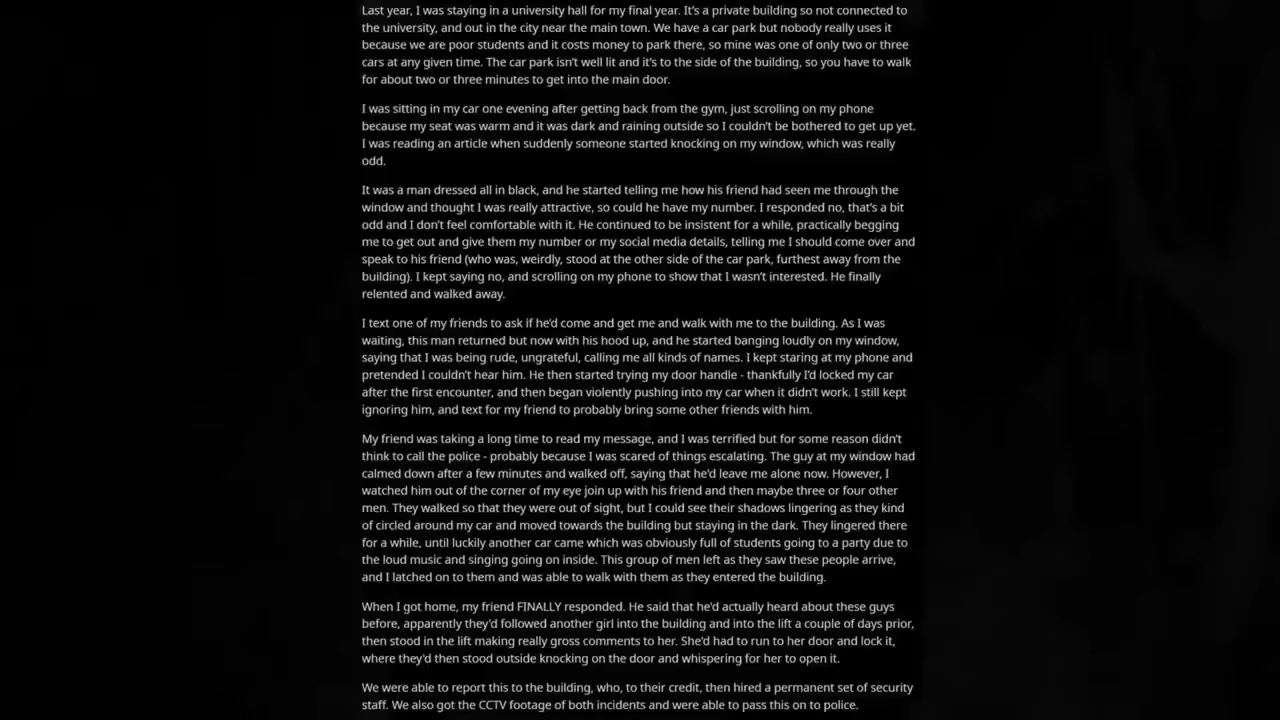 Last year, I was staying in a university hall for my final year. It's a private building so not connected to
the university, and out in the city near the main town. We have a car park but nobody really uses it
because we are poor students and it costs money to park there, so mine was one of only two or three
cars at any given time. The car park isn't well lit and it's to the side of the building, so you have to walk
for about two or three minutes to get into the main door.
I was sitting in my car one evening after getting back from the gym, just scrolling on my phone
because my seat was warm and it was dark and raining outside so I couldn't be bothered to get up yet.
I was reading an article when suddenly someone started knocking on my window, which was really
odd.
It was a man dressed all in black, and he started telling me how his friend had seen me through the
window and thought I was really attractive, so could he have my number. I responded no, that's a bit
odd and I don't feel comfortable with it. He continued to be insistent for a while, practically begging
me to get out and give them my number or my social media details, telling me I should come over and
speak to his friend (who was, weirdly, stood at the other side of the car park, furthest away from the
building). I kept saying no, and scrolling on my phone to show that I wasn't interested. He finally
relented and walked away.
I text one of my friends to ask if he'd come and get me and walk with me to the building. As I was
waiting, this man returned but now with his hood up, and he started banging loudly on my window,
saying that I was being rude, ungrateful, calling me all kinds of names. I kept staring at my phone and
pretended I couldn't hear him. He then started trying my door handle - thankfully I'd locked my car
after the first encounter, and then began violently pushing into my car when it didn't work. I still kept
ignoring him, and text for my friend to probably bring some other friends with him.
My friend was taking a long time to read my message, and I was terrified but for some reason didn't
think to call the police - probably because I was scared of things escalating. The guy at my window had
calmed down after a few minutes and walked off, saying that he'd leave me alone now. However, I
watched him out of the corner of my eye join up with his friend and then maybe three or four other
men. They walked so that they were out of sight, but I could see their shadows lingering as they kind
of circled around my car and moved towards the building but staying in the dark. They lingered there
for a while, until luckily another car came which was obviously full of students going to a party due to
the loud music and singing going on inside. This group of men left as they saw these people arrive,
and I latched on to them and was able to walk with them as they entered the building.
When I got home, my friend FINALLY responded. He said that he'd actually heard about these guys
before, apparently they'd followed another girl into the building and into the lift a couple of days prior,
then stood in the lift making really gross comments to her. She'd had to run to her door and lock it,
where they'd then stood outside knocking on the door and whispering for her to open it.
We were able to report this to the building, who, to their credit, then hired a permanent set of security
staff. We also got the CCTV footage of both incidents and were able to pass this on to police.